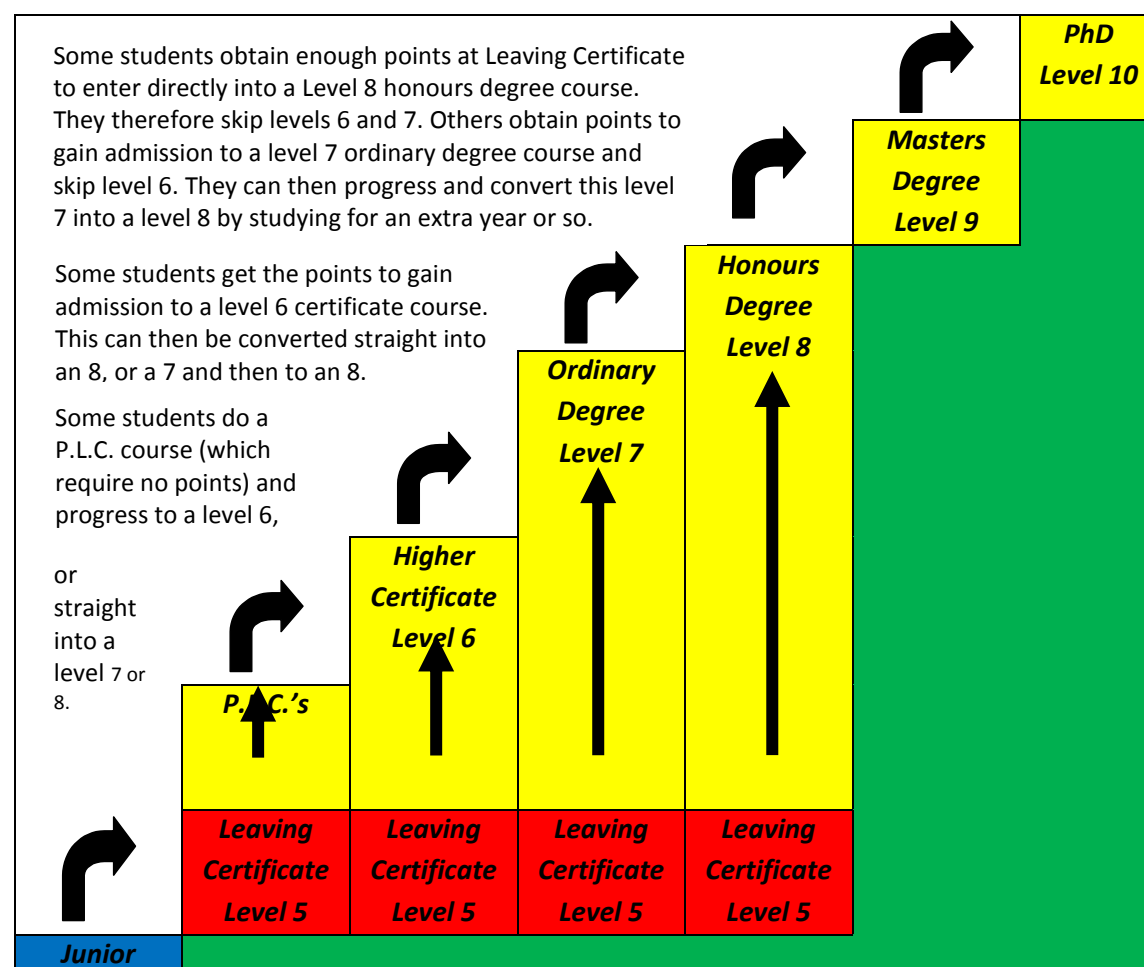 Some students obtain enough points at Leaving Certificate
to enter directly into a Level 8 honours degree course.
They therefore skip levels 6 and 7. Others obtain points to
gain admission to a level 7 ordinary degree course and
skip level 6. They can then progress and convert this level
7 into a level 8 by studying for an extra year or so.
Some students get the points to gain
admission to a level 6 certificate course.
This can then be converted straight into
an 8, or a 7 and then to an 8.
Some students do a
P.L.C. course (which
require no points) and
progress to a level 6,
or
straight
into a
level 7 or
8.
PhD
Level 10
Masters
Degree
Level 9
Honours
Degree
Level 8
Ordinary
Degree
Level 7
Higher
Certificate
Level 6
P.L.C.’s
Leaving
Certificate
Level 5
Leaving
Certificate
Level 5
Leaving
Certificate
Level 5
Leaving
Certificate
Level 5
Junior